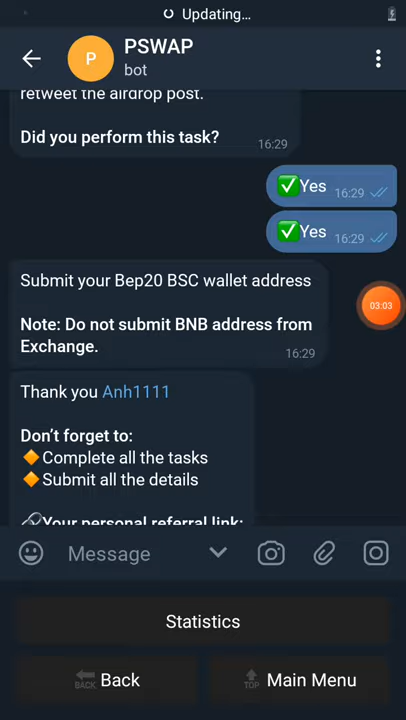 Updating...
PSWAP
P
bot
retweet the airdrop post.
Did you perform this task?
16:29
✅Yes 16:29
✅Yes 16:29
Submit your Bep20 BSC wallet address
Note: Do not submit BNB address from
Exchange.
16:29
03:03
Thank you Anh1111
Don’t forget to:
🔶Complete all the tasks
🔶Submit all the details
🔗Your personal referral link:
Message
Statistics
BACK Back
TOP Main Menu